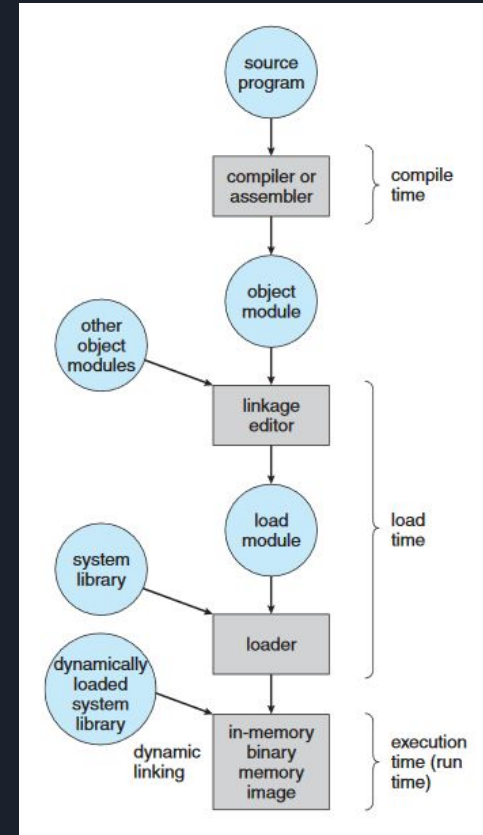 source
program
compiler or
assembler
compile
time
object
module
other
object
modules
linkage
editor
load
module
load
time
system
library
loader
dynamically
loaded
system
library
dynamic
linking
in-memory
binary
memory
image
execution
time (run
time)